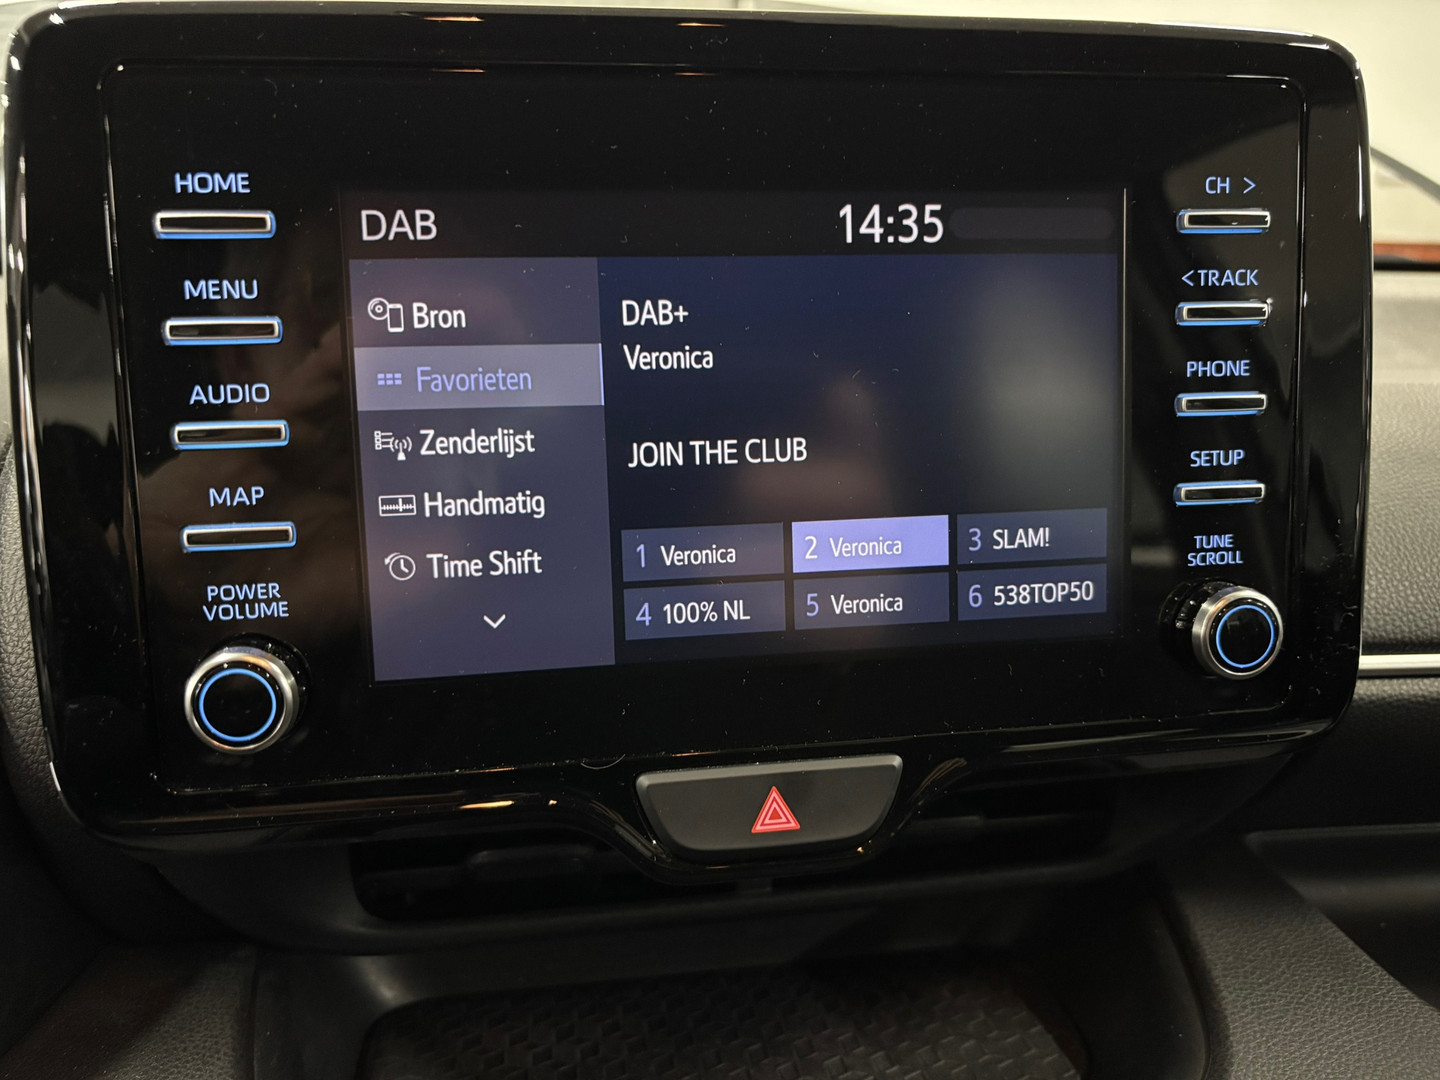 HOME
MENU
AUDIO
MAP
POWER
VOLUME
DAB
14:35
Bron
Favorieten
Zenderlijst
Handmatig
Time Shift
DAB+
Veronica
JOIN THE CLUB
1 Veronica
2 Veronica
3 SLAM!
4 100% NL
5 Veronica
6 538TOP50
CH >
< TRACK
PHONE
SETUP
TUNE
SCROLL